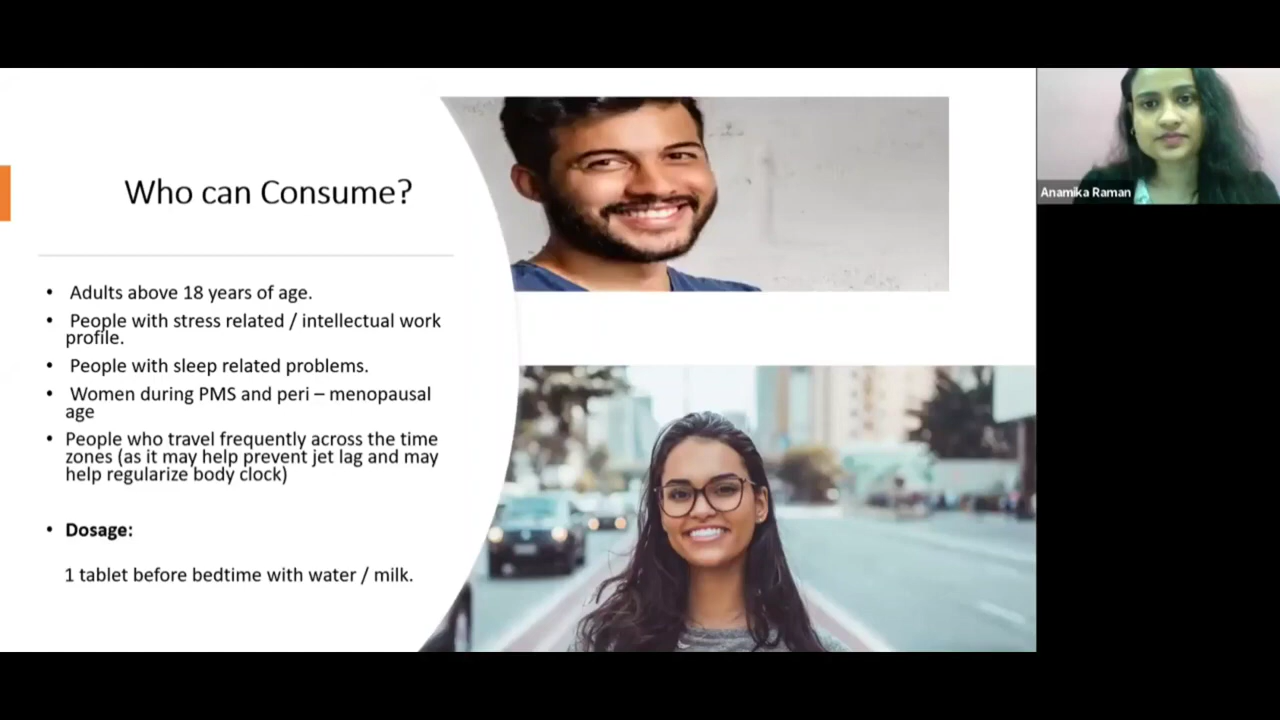 Who can Consume?
• Adults above 18 years of age.
• People with stress related / intellectual work
profile.
• People with sleep related problems.
• Women during PMS and peri – menopausal
age
• People who travel frequently across the time
zones (as it may help prevent jet lag and may
help regularize body clock)
• Dosage:
1 tablet before bedtime with water / milk.
Anamika Raman